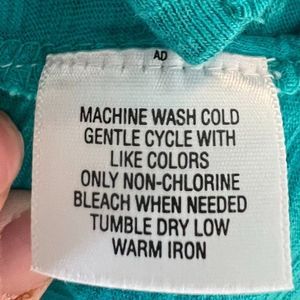 AD
MACHINE WASH COLD
GENTLE CYCLE WITH
LIKE COLORS
ONLY NON-CHLORINE
BLEACH WHEN NEEDED
TUMBLE DRY LOW
WARM IRON